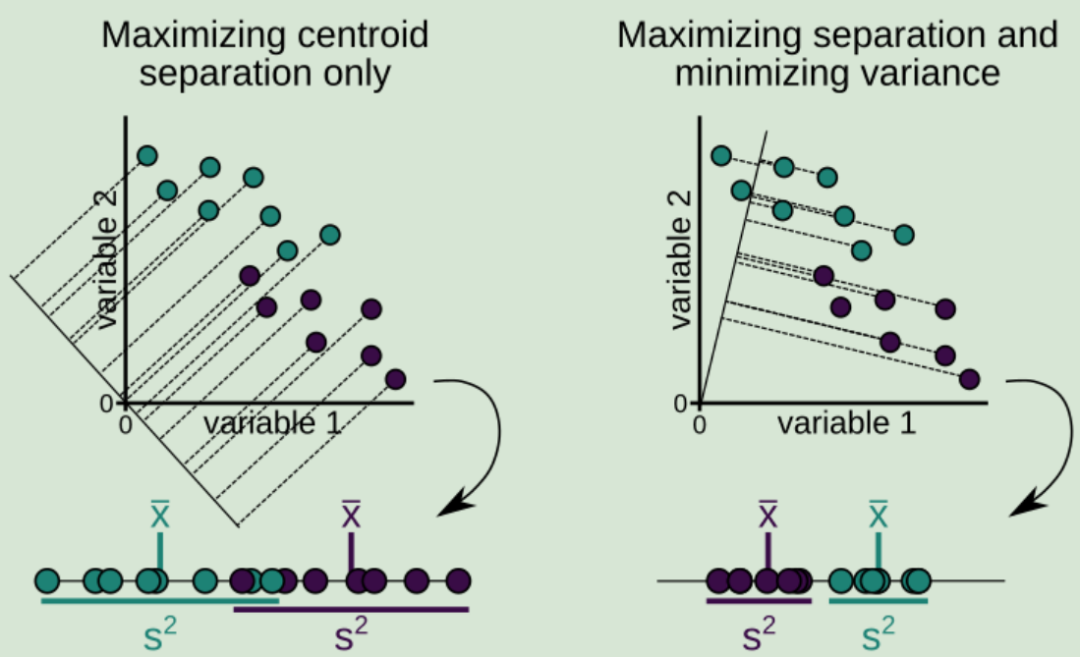 Maximizing centroid
separation only
variable 2
0
0
variable 1
x̅
x̅
s²
s²
Maximizing separation and
minimizing variance
variable 2
0
0
variable 1
x̅
x̅
s²
s²